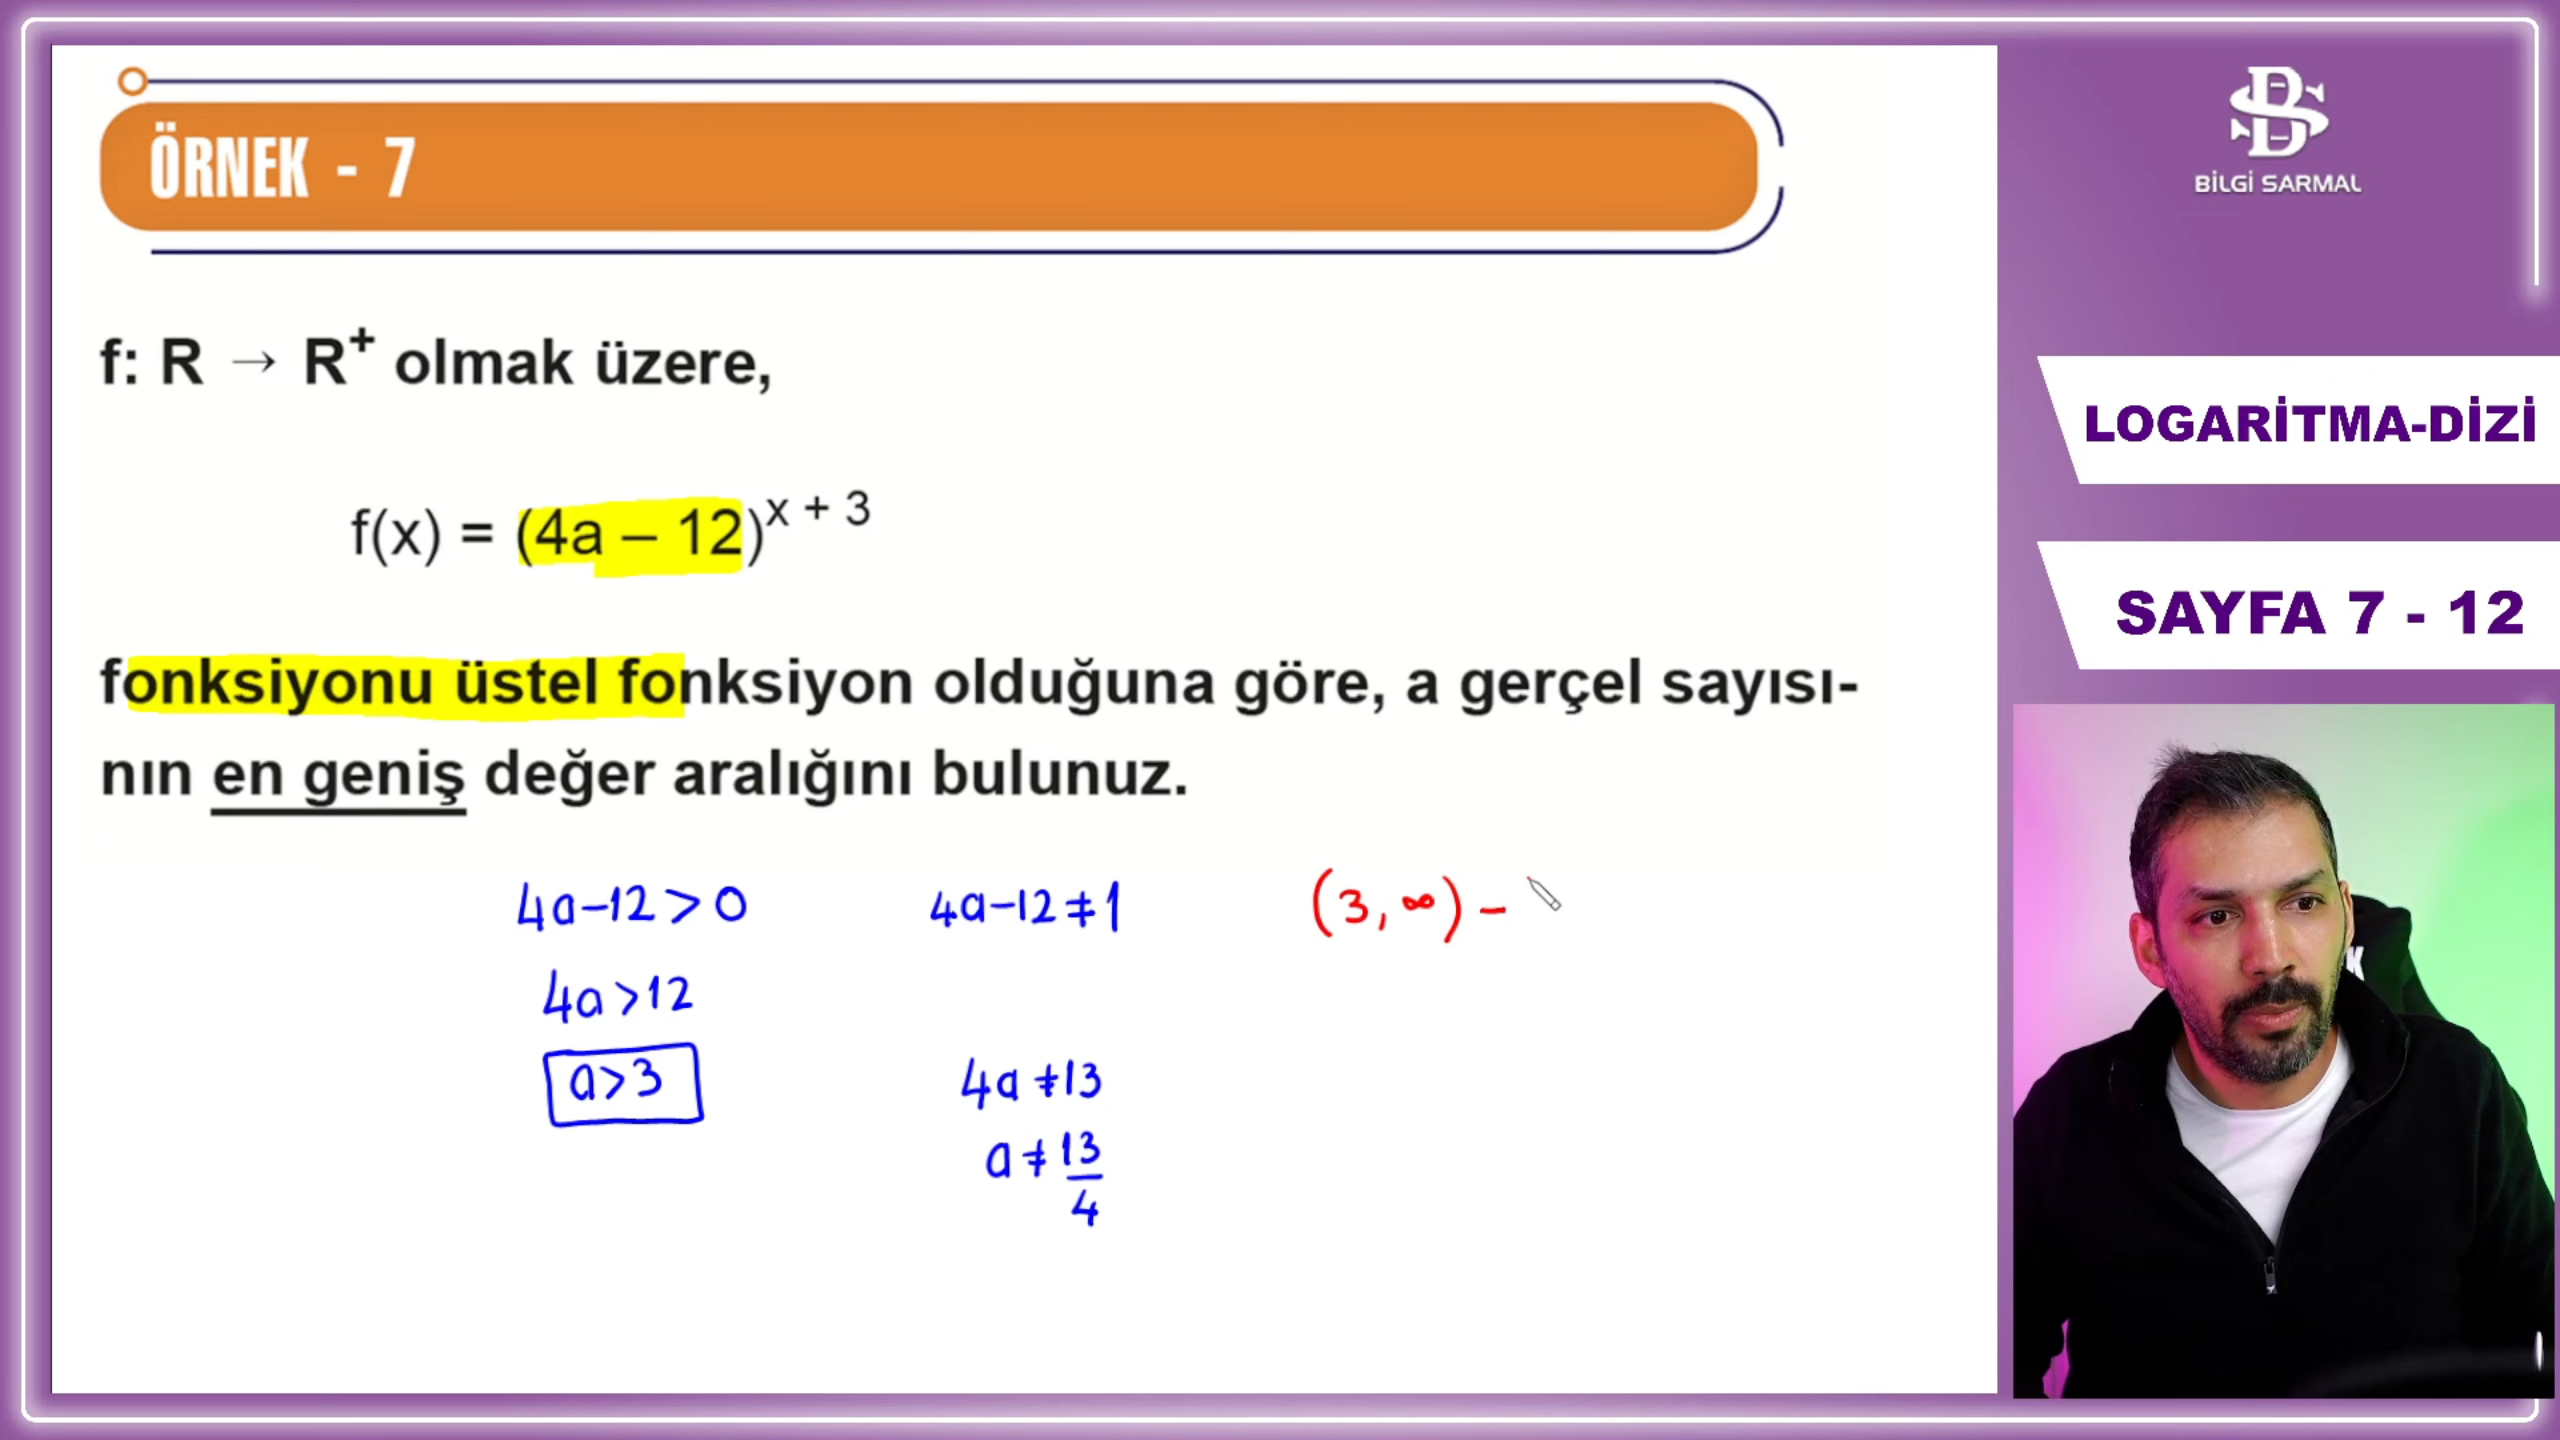 ÖRNEK - 7
f: R → R⁺ olmak üzere,
f(x) = (4a – 12)ˣ ⁺ ³
fonksiyonu üstel fonksiyon olduğuna göre, a gerçel sayısı-
nın en geniş değer aralığını bulunuz.
4a-12>0
4a>12
a>3
4a-12≠1
4a≠13
a≠13/4
(3, ∞) -
BİLGİ SARMAL
LOGARİTMA-DİZİ
SAYFA 7 - 12
K